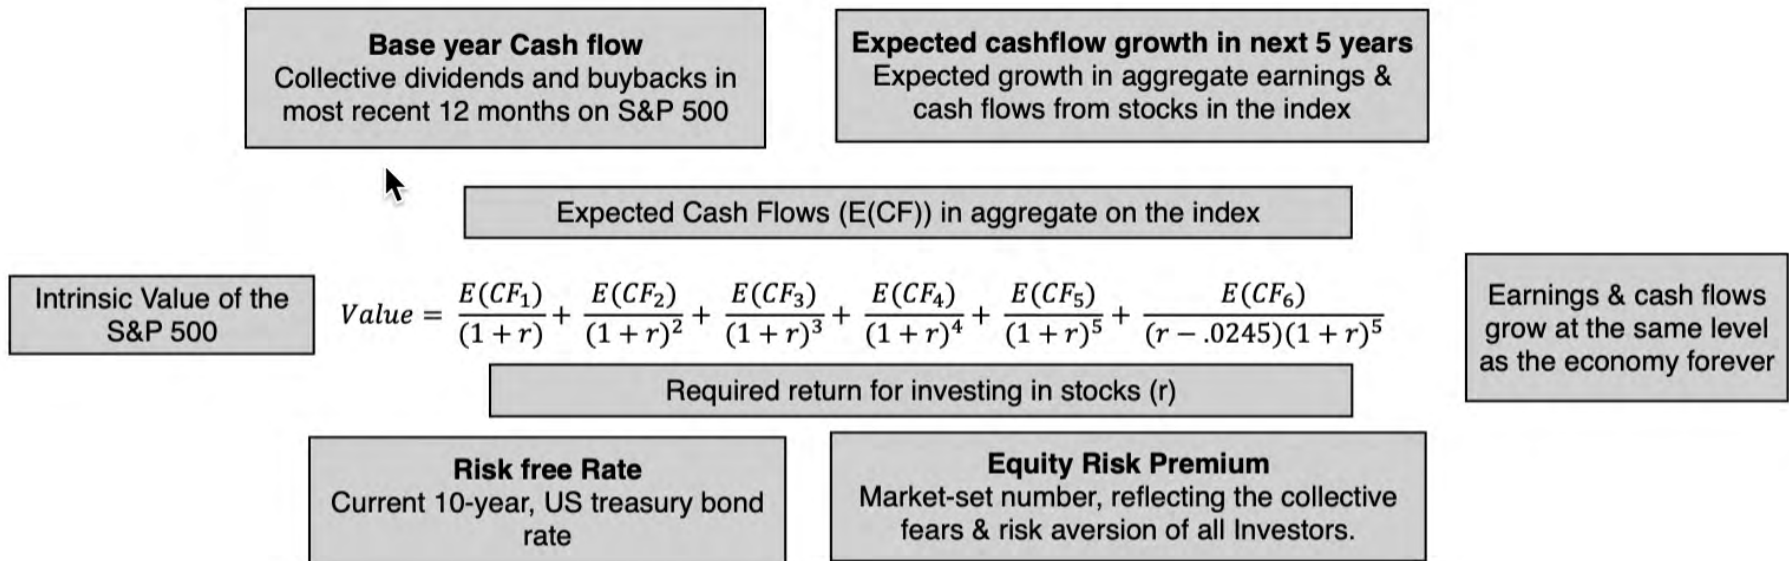 Base year Cash flow
Collective dividends and buybacks in
most recent 12 months on S&P 500
Expected cashflow growth in next 5 years
Expected growth in aggregate earnings &
cash flows from stocks in the index
Expected Cash Flows (E(CF)) in aggregate on the index
Intrinsic Value of the
S&P 500
Value = E(CF₁)/(1 + r) + E(CF₂)/(1 + r)² + E(CF₃)/(1 + r)³ + E(CF₄)/(1 + r)⁴ + E(CF₅)/(1 + r)⁵ + E(CF₆)/(r − .0245)(1 + r)⁵
Earnings & cash flows
grow at the same level
as the economy forever
Required return for investing in stocks (r)
Risk free Rate
Current 10-year, US treasury bond
rate
Equity Risk Premium
Market-set number, reflecting the collective
fears & risk aversion of all Investors.